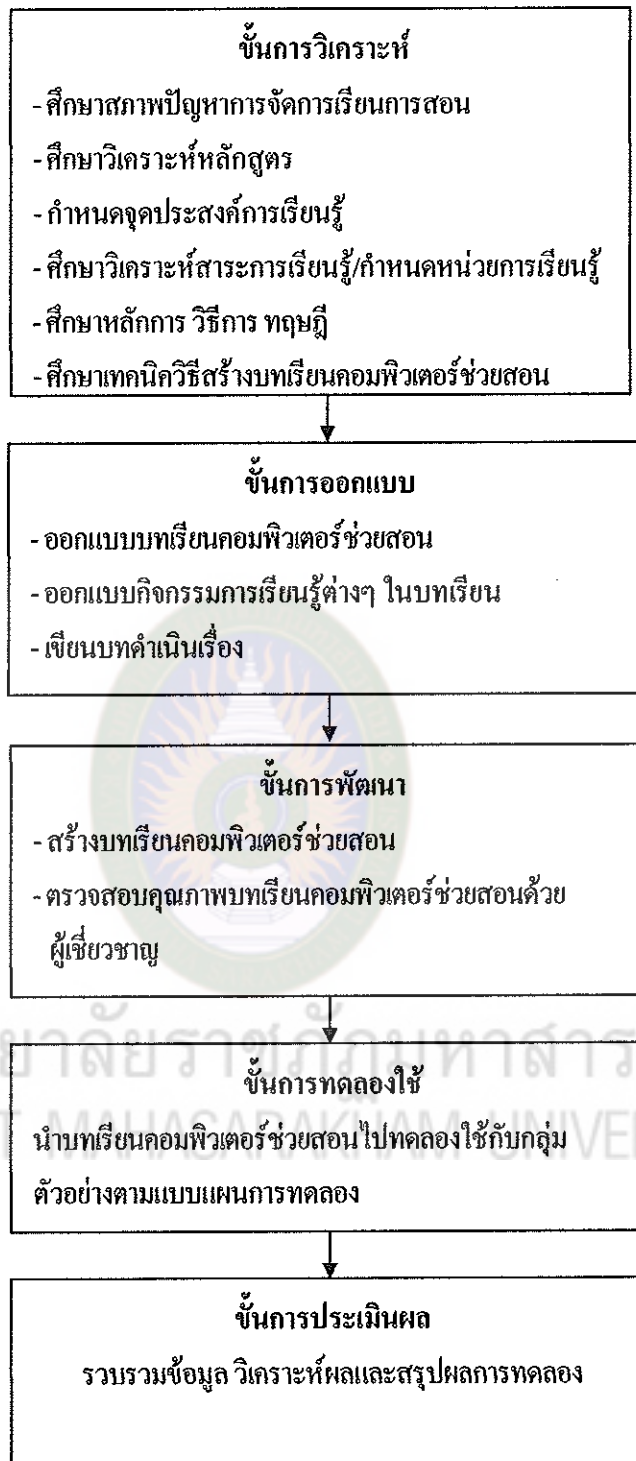 ขั้นการวิเคราะห์
- ศึกษาสภาพปัญหาการจัดการเรียนการสอน
- ศึกษาวิเคราะห์หลักสูตร
- กำหนดจุดประสงค์การเรียนรู้
- ศึกษาวิเคราะห์สาระการเรียนรู้/กำหนดหน่วยการเรียนรู้
- ศึกษาหลักการ วิธีการ ทฤษฎี
- ศึกษาเทคนิควิธีสร้างบทเรียนคอมพิวเตอร์ช่วยสอน
ขั้นการออกแบบ
- ออกแบบบทเรียนคอมพิวเตอร์ช่วยสอน
- ออกแบบกิจกรรมการเรียนรู้ต่างๆ ในบทเรียน
- เขียนบทดำเนินเรื่อง
ขั้นการพัฒนา
- สร้างบทเรียนคอมพิวเตอร์ช่วยสอน
- ตรวจสอบคุณภาพบทเรียนคอมพิวเตอร์ช่วยสอนด้วย
ผู้เชี่ยวชาญ
ยาลัยราชภัฏมหาสาร
ขั้นการทดลองใช้
T MAHASARAKHAM UNIVE
นำบทเรียนคอมพิวเตอร์ช่วยสอนไปทดลองใช้กับกลุ่ม
ตัวอย่างตามแบบแผนการทดลอง
ขั้นการประเมินผล
รวบรวมข้อมูล วิเคราะห์ผลและสรุปผลการทดลอง